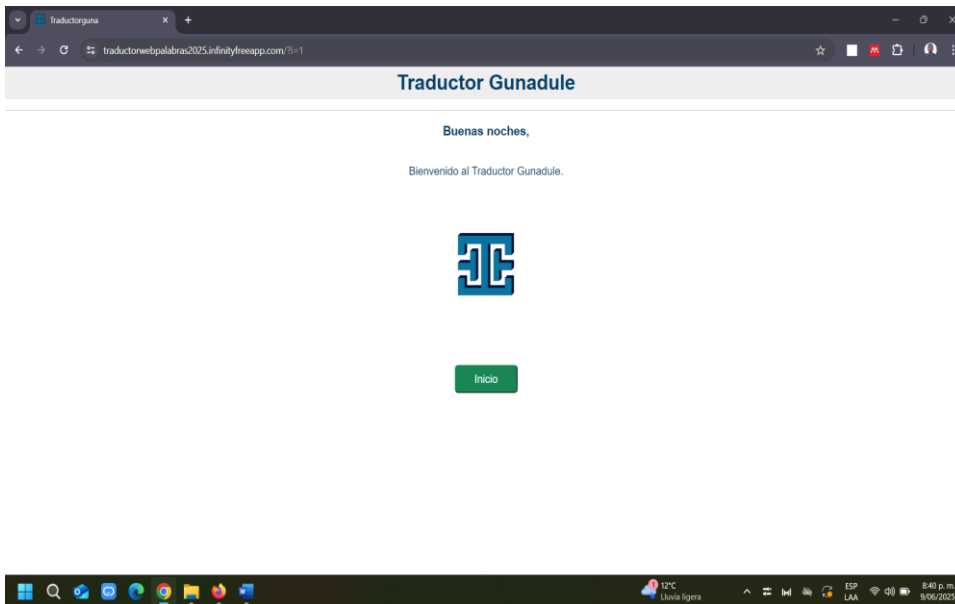 Traductorguna
traductorwebpalabras2025.infinityfreeapp.com/?i=1
Traductor Gunadule
Buenas noches,
Bienvenido al Traductor Gunadule.
Inicio
1
12°C
Lluvia ligera
ESP
LAA
8:40 p. m.
9/06/2025